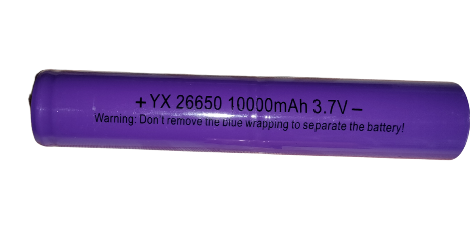 + YX 26650 10000mAh 3.7V –
Warning: Don't remove the blue wrapping to separate the battery!